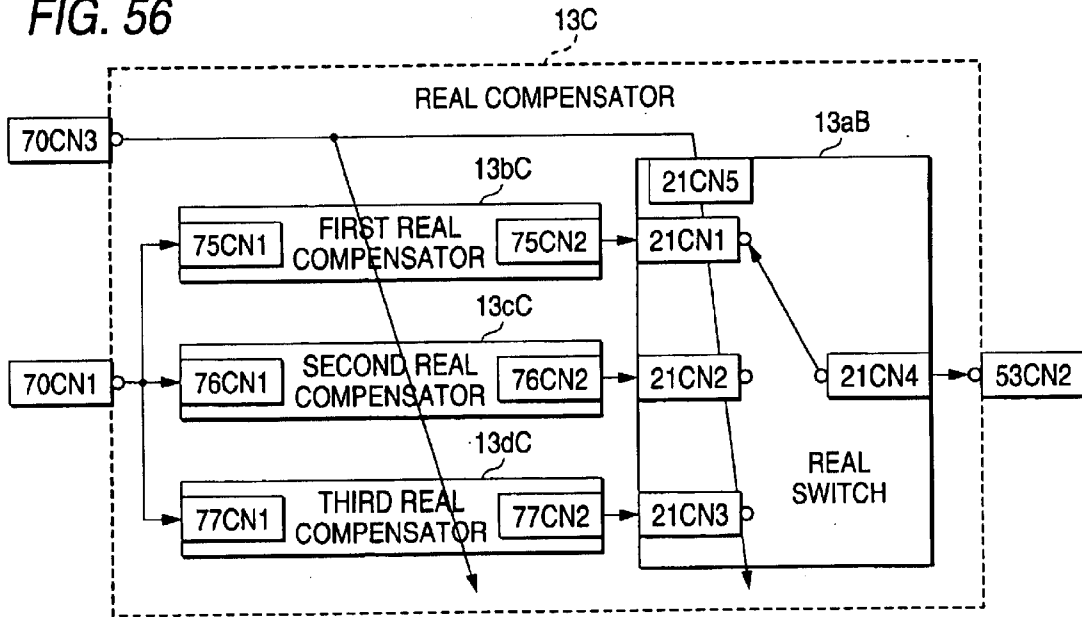 FIG. 56
13C
REAL COMPENSATOR
70CN3
13aB
21CN5
13bC
75CN1
FIRST REAL
COMPENSATOR
75CN2
21CN1
13cC
70CN1
76CN1
SECOND REAL
COMPENSATOR
76CN2
21CN2
21CN4
53CN2
13dC
77CN1
THIRD REAL
COMPENSATOR
77CN2
21CN3
REAL
SWITCH